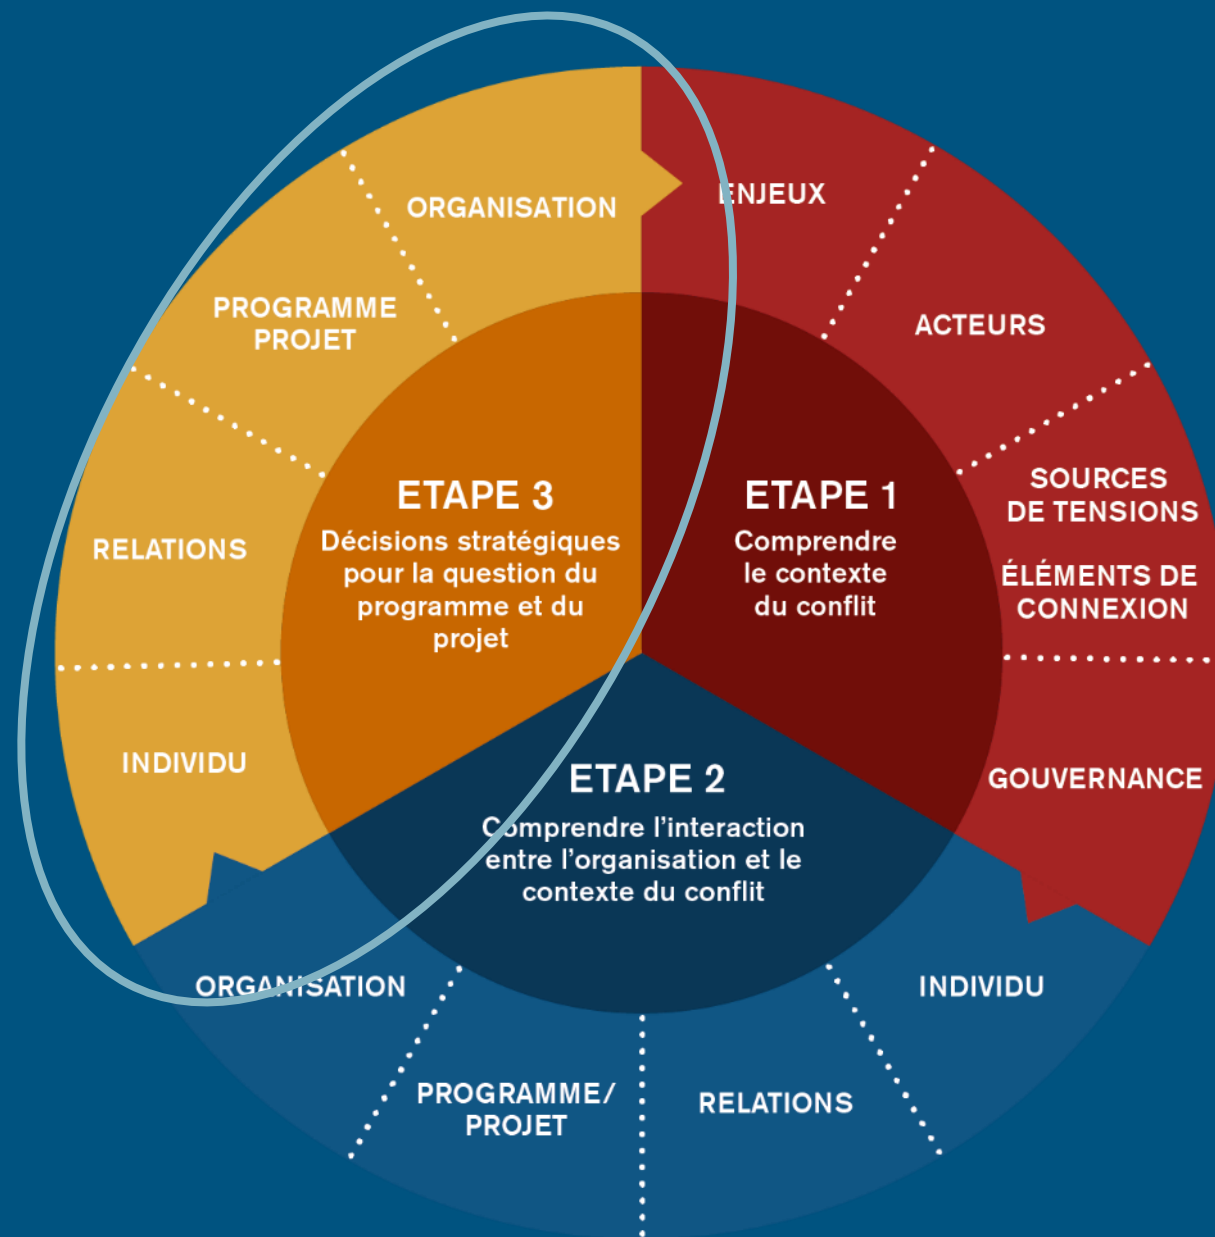 ORGANISATION
ENJEUX
PROGRAMME
PROJET
ACTEURS
RELATIONS
SOURCES
DE TENSIONS
ÉLÉMENTS DE
CONNEXION
ETAPE 3
Décisions stratégiques
pour la question du
programme et du
projet
ETAPE 1
Comprendre
le contexte
du conflit
INDIVIDU
GOUVERNANCE
ETAPE 2
Comprendre l'interaction
entre l'organisation et le
contexte du conflit
ORGANISATION
INDIVIDU
PROGRAMME/
PROJET
RELATIONS